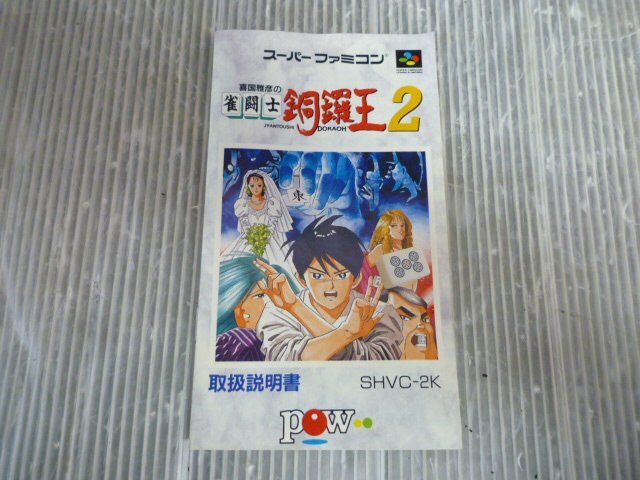 スーパーファミコン
喜国雅彦の
雀闘士 銅鑼王2
JYANTOUSHI DORAOH
東
取扱説明書 SHVC-2K
pow